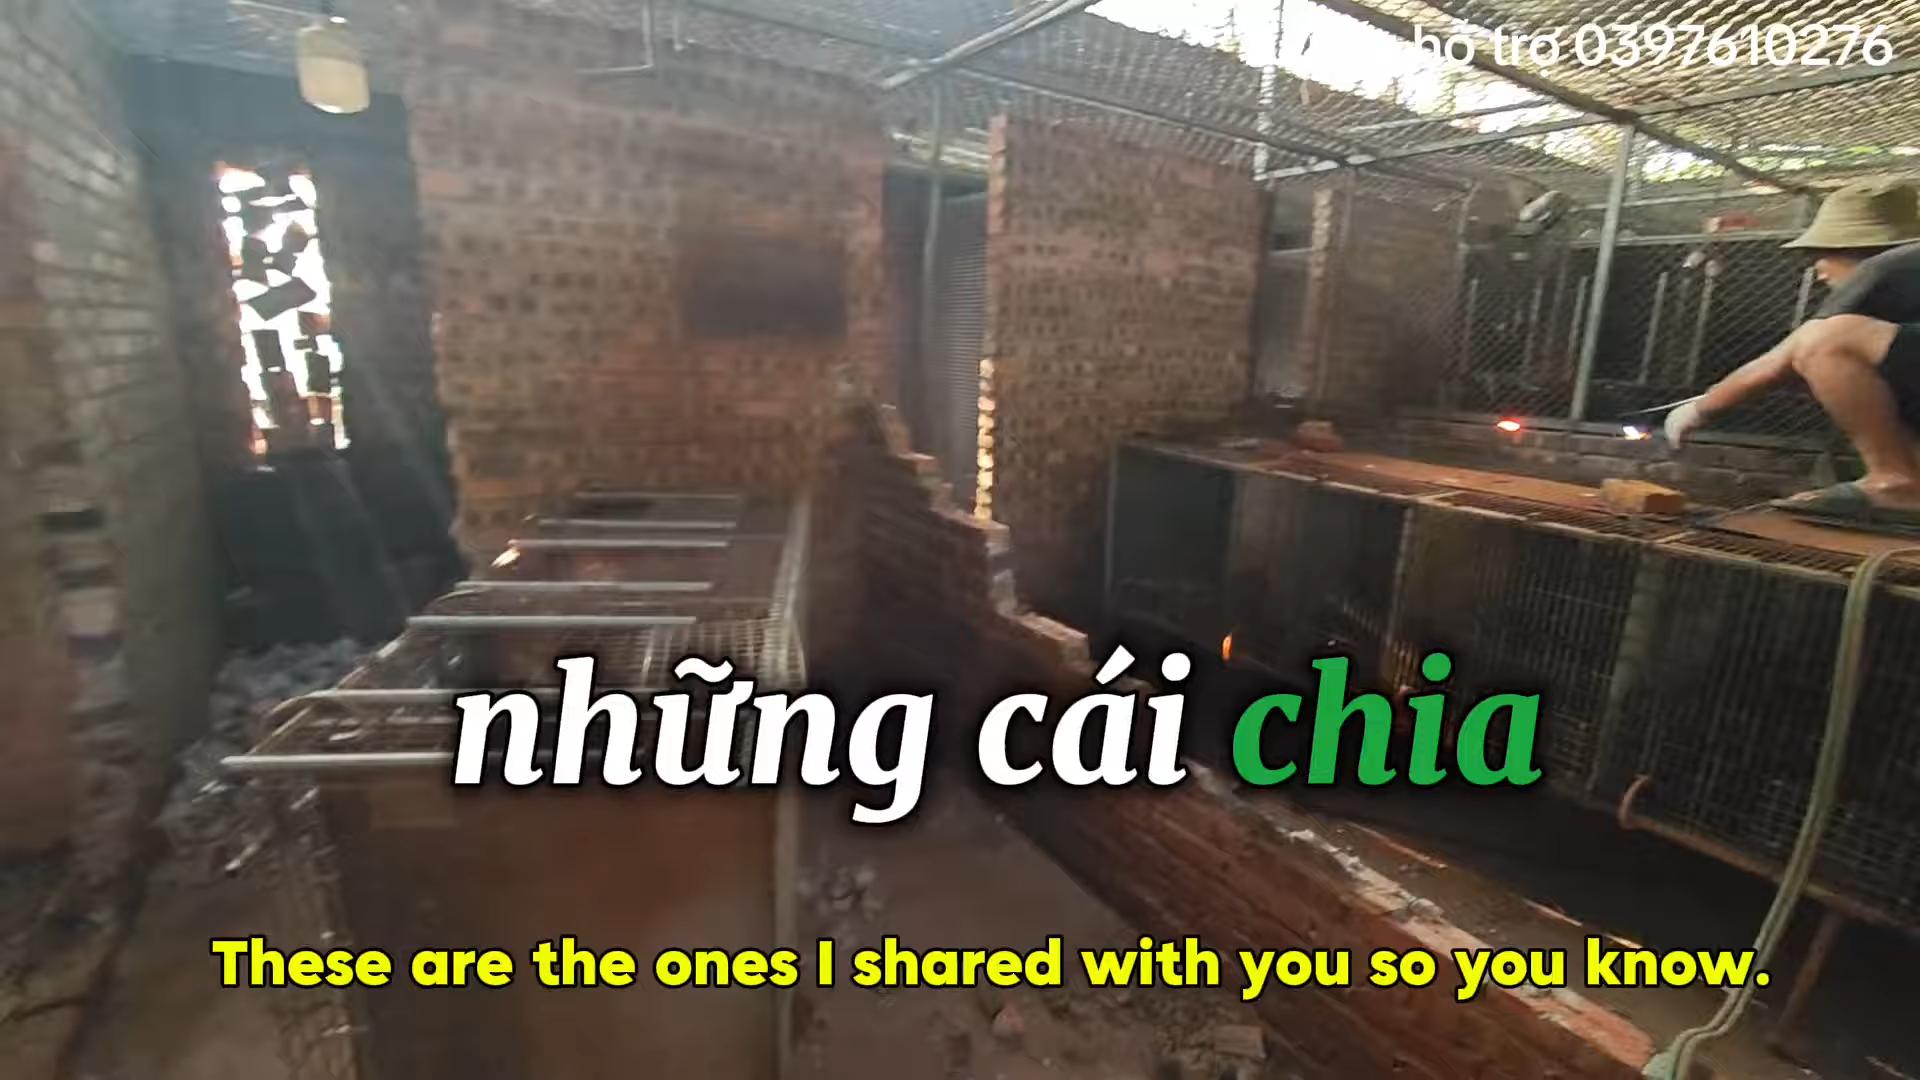 hỗ trợ 0397610276
những cái chia
These are the ones I shared with you so you know.